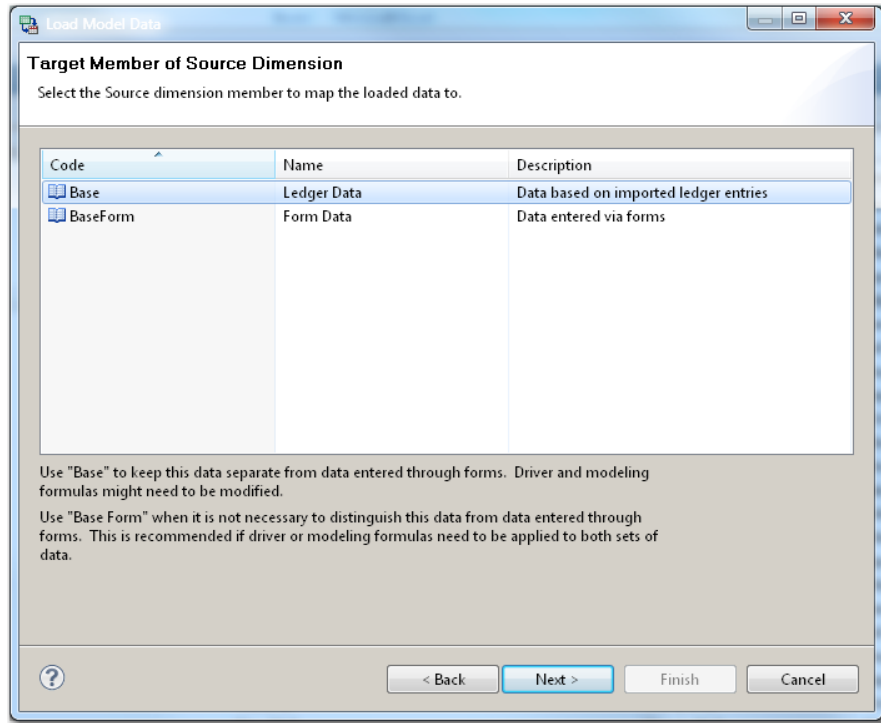 Load Model Data
Target Member of Source Dimension
Select the Source dimension member to map the loaded data to.
Code Name Description
Base Ledger Data Data based on imported ledger entries
BaseForm Form Data Data entered via forms
Use "Base" to keep this data separate from data entered through forms. Driver and modeling
formulas might need to be modified.
Use "Base Form" when it is not necessary to distinguish this data from data entered through
forms. This is recommended if driver or modeling formulas need to be applied to both sets of
data.
? < Back Next > Finish Cancel